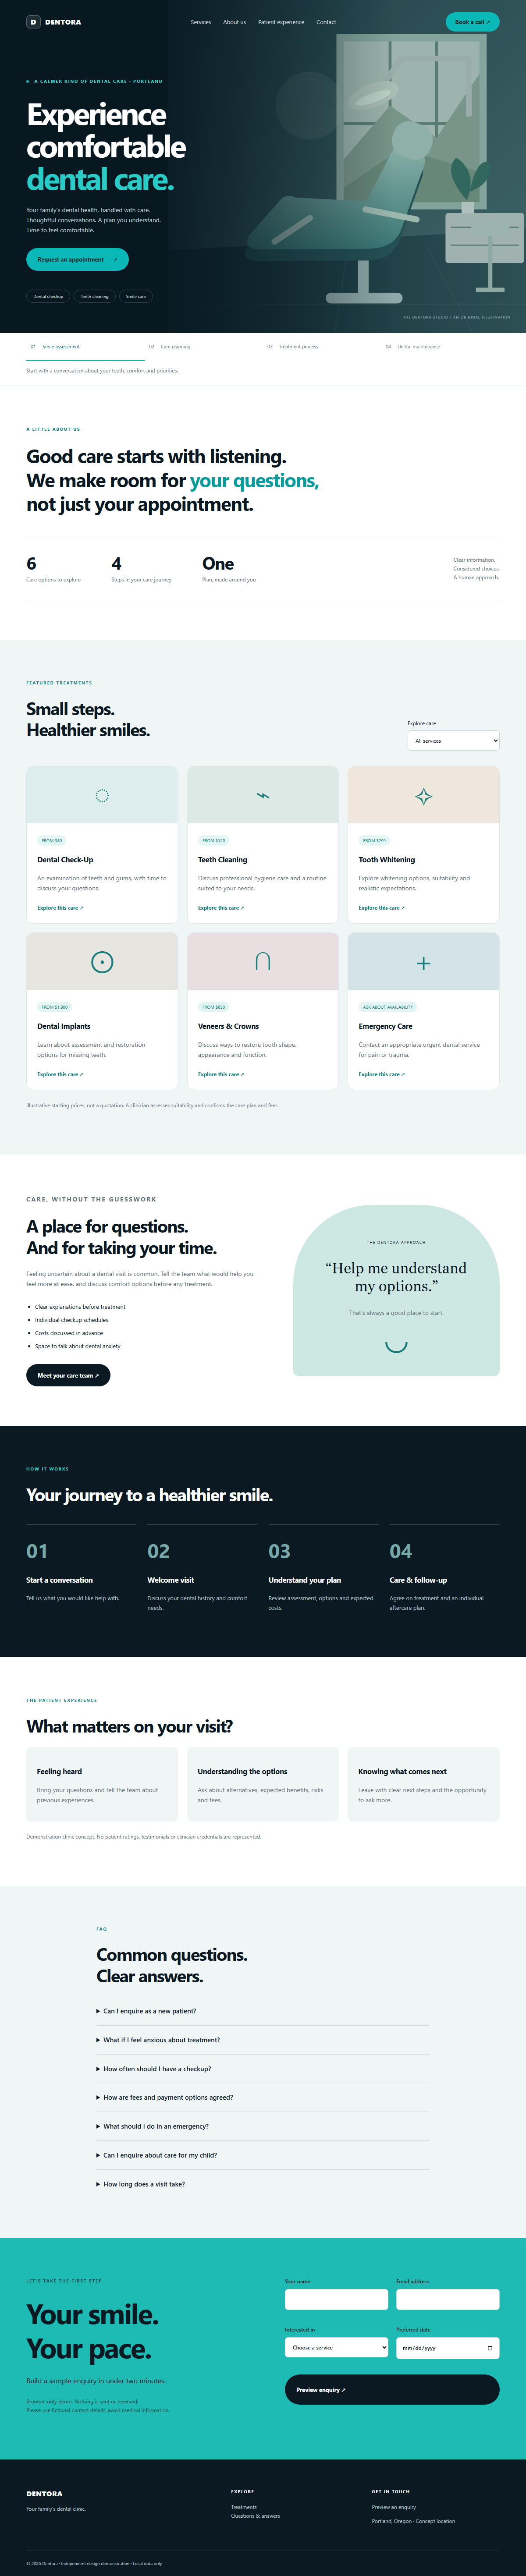 D DENTORA
Services About us Patient experience Contact
Book a call ↗
A CALMER KIND OF DENTAL CARE · PORTLAND
Experience
comfortable
dental care.
Your family's dental health, handled with care.
Thoughtful conversations. A plan you understand.
Time to feel comfortable.
Request an appointment ↗
Dental checkup Teeth cleaning Smile care
THE DENTORA STUDIO / AN ORIGINAL ILLUSTRATION
01 Smile assessment 02 Care planning 03 Treatment process 04 Dental maintenance
Start with a conversation about your teeth, comfort and priorities.
A LITTLE ABOUT US
Good care starts with listening.
We make room for your questions,
not just your appointment.
6
Care options to explore
4
Steps in your care journey
One
Plan, made around you
Clear information.
Considered choices.
A human approach.
FEATURED TREATMENTS
Small steps.
Healthier smiles.
Explore care
All services
FROM $80
Dental Check-Up
An examination of teeth and gums, with time to
discuss your questions.
Explore this care ↗
FROM $120
Teeth Cleaning
Discuss professional hygiene care and a routine
suited to your needs.
Explore this care ↗
Tooth Whitening
Explore whitening options, suitability and
realistic expectations.
Explore this care ↗
Dental Implants
Learn about assessment and restoration
options for missing teeth.
Explore this care ↗
Veneers & Crowns
Discuss ways to restore tooth shape,
appearance and function.
Explore this care ↗
ASK ABOUT AVAILABILITY
Emergency Care
Contact an appropriate urgent dental service
for pain or trauma.
Explore this care ↗
Illustrative starting prices, not a quotation. A clinician assesses suitability and confirms the care plan and fees.
CARE, WITHOUT THE GUESSWORK
A place for questions.
And for taking your time.
Feeling uncertain about a dental visit is common. Tell the team what would help you
feel more at ease, and discuss comfort options before any treatment.
• Clear explanations before treatment
• Individual checkup schedules
• Costs discussed in advance
• Space to talk about dental anxiety
Meet your care team ↗
THE DENTORA APPROACH
“Help me understand
my options.”
That's always a good place to start.
HOW IT WORKS
Your journey to a healthier smile.
01
Start a conversation
Tell us what you would like help with.
02
Welcome visit
Discuss your dental history and comfort
needs.
03
Understand your plan
Review assessment, options and expected
costs.
04
Care & follow-up
Agree on treatment and an individual
aftercare plan.
THE PATIENT EXPERIENCE
What matters on your visit?
Feeling heard
Bring your questions and tell the team about
previous experiences.
Understanding the options
Ask about alternatives, expected benefits, risks
and fees.
Knowing what comes next
Leave with clear next steps and the opportunity
to ask more.
Demonstration clinic concept. No patient ratings, testimonials or clinician credentials are represented.
FAQ
Common questions.
Clear answers.
Can I enquire as a new patient?
What if I feel anxious about treatment?
How often should I have a checkup?
How are fees and payment options agreed?
What should I do in an emergency?
Can I enquire about care for my child?
How long does a visit take?
LET'S TAKE THE FIRST STEP
Your smile.
Your pace.
Build a sample enquiry in under two minutes.
Browser-only demo. Nothing is sent or reserved.
Please use fictional contact details; avoid medical information.
Your name
Email address
Interested in
Choose a service
Preferred date
mm/dd/yyyy
Preview enquiry ↗
DENTORA
Your family's dental clinic.
EXPLORE
Treatments
Questions & answers
GET IN TOUCH
Preview an enquiry
Portland, Oregon · Concept location
© 2026 Dentora · Independent design demonstration · Local data only